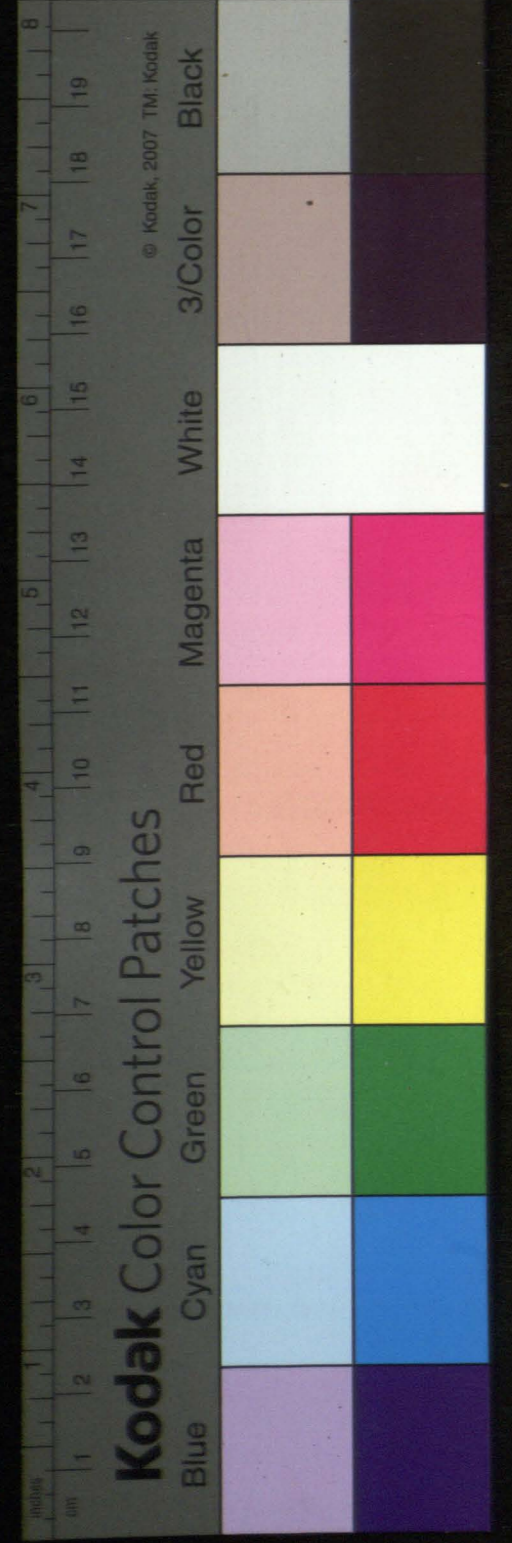 Kodak Color Control Patches
© Kodak, 2007 TM: Kodak
Blue Cyan Green Yellow Red Magenta White 3/Color Black
inches 1 2 3 4 5 6 7 8
cm 1 2 3 4 5 6 7 8 9 10 11 12 13 14 15 16 17 18 19